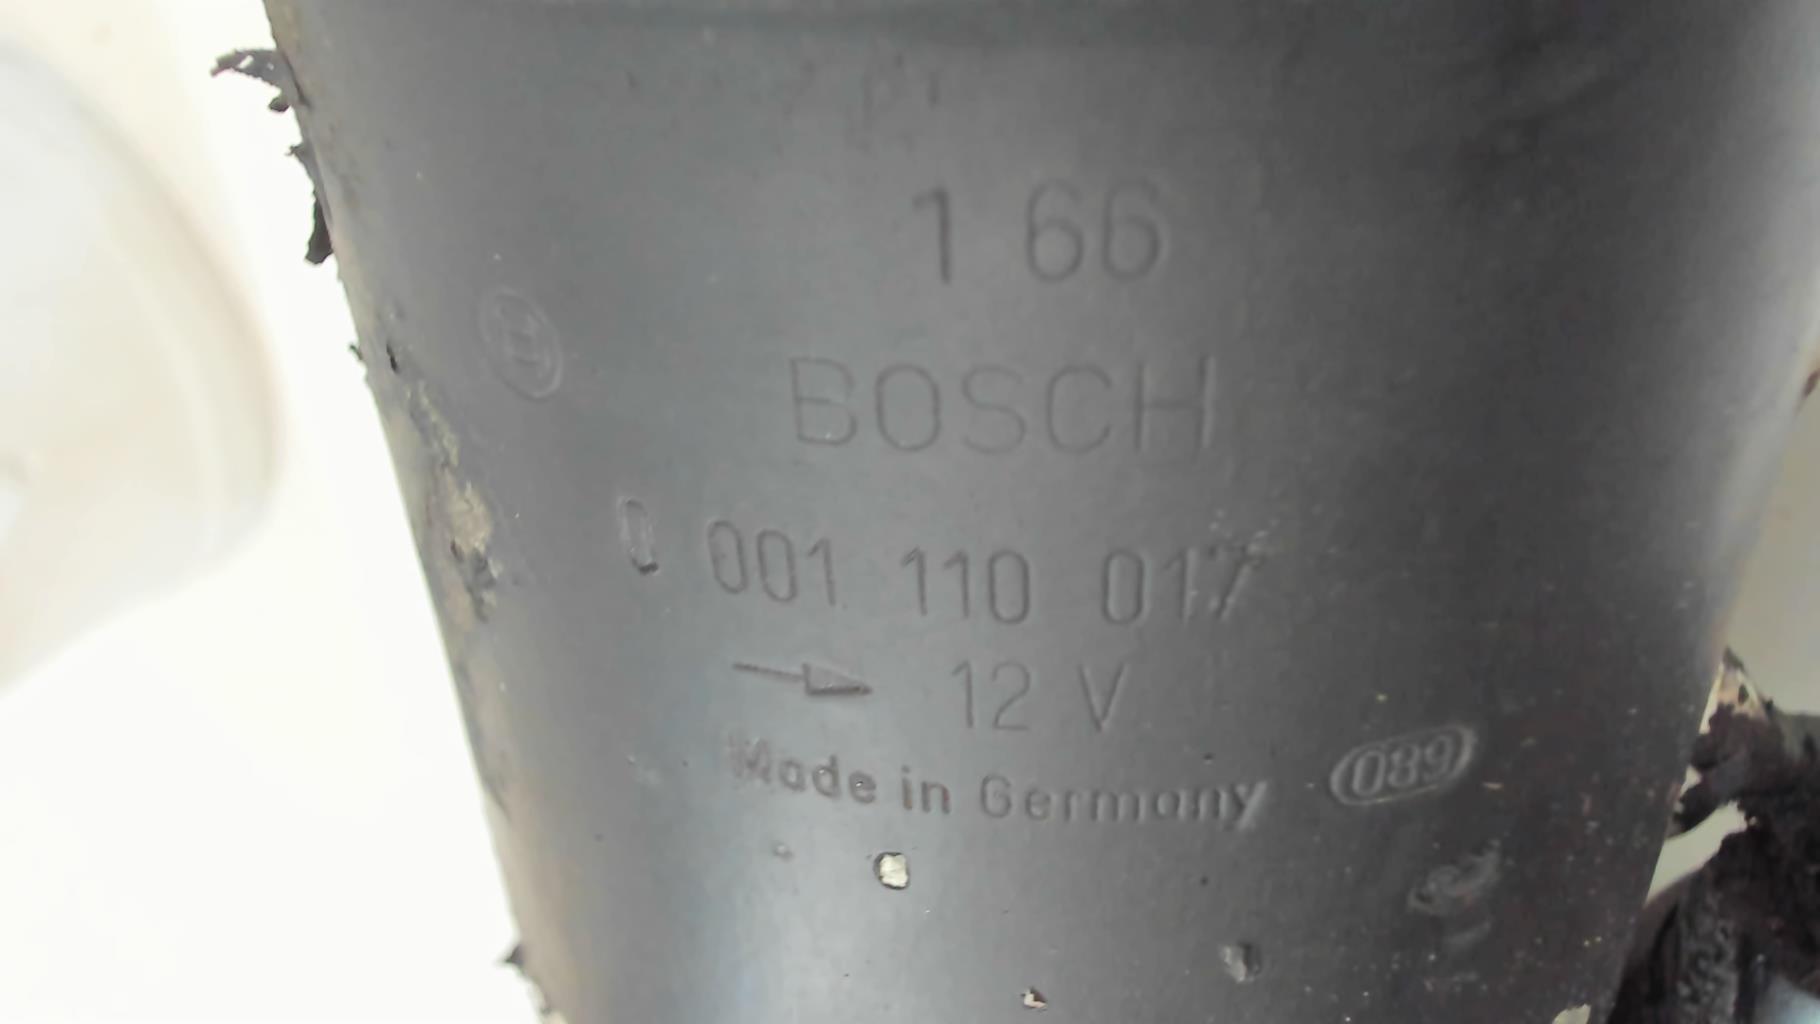 1 66
BOSCH
0 001 110 017
12 V
Made in Germany
089